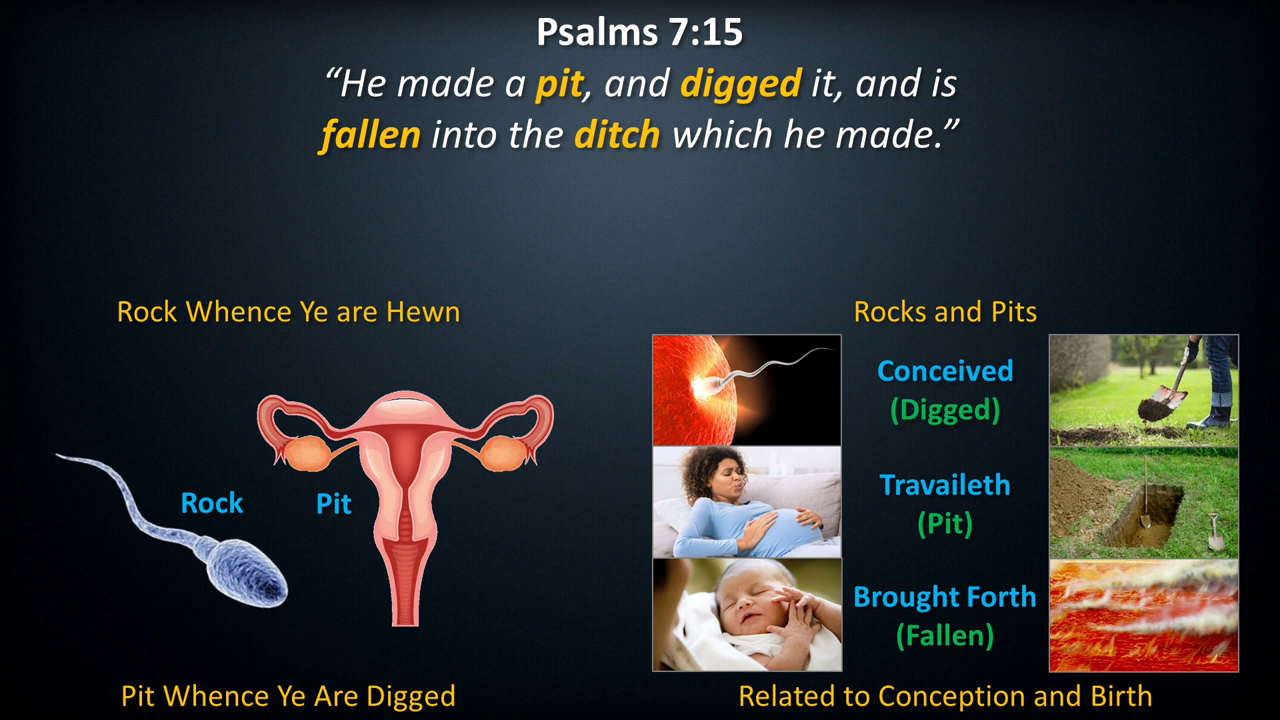 Psalms 7:15
“He made a pit, and digged it, and is
fallen into the ditch which he made.”
Rock Whence Ye are Hewn
Rock
Pit
Pit Whence Ye Are Digged
Rocks and Pits
Conceived
(Digged)
Travaileth
(Pit)
Brought Forth
(Fallen)
Related to Conception and Birth